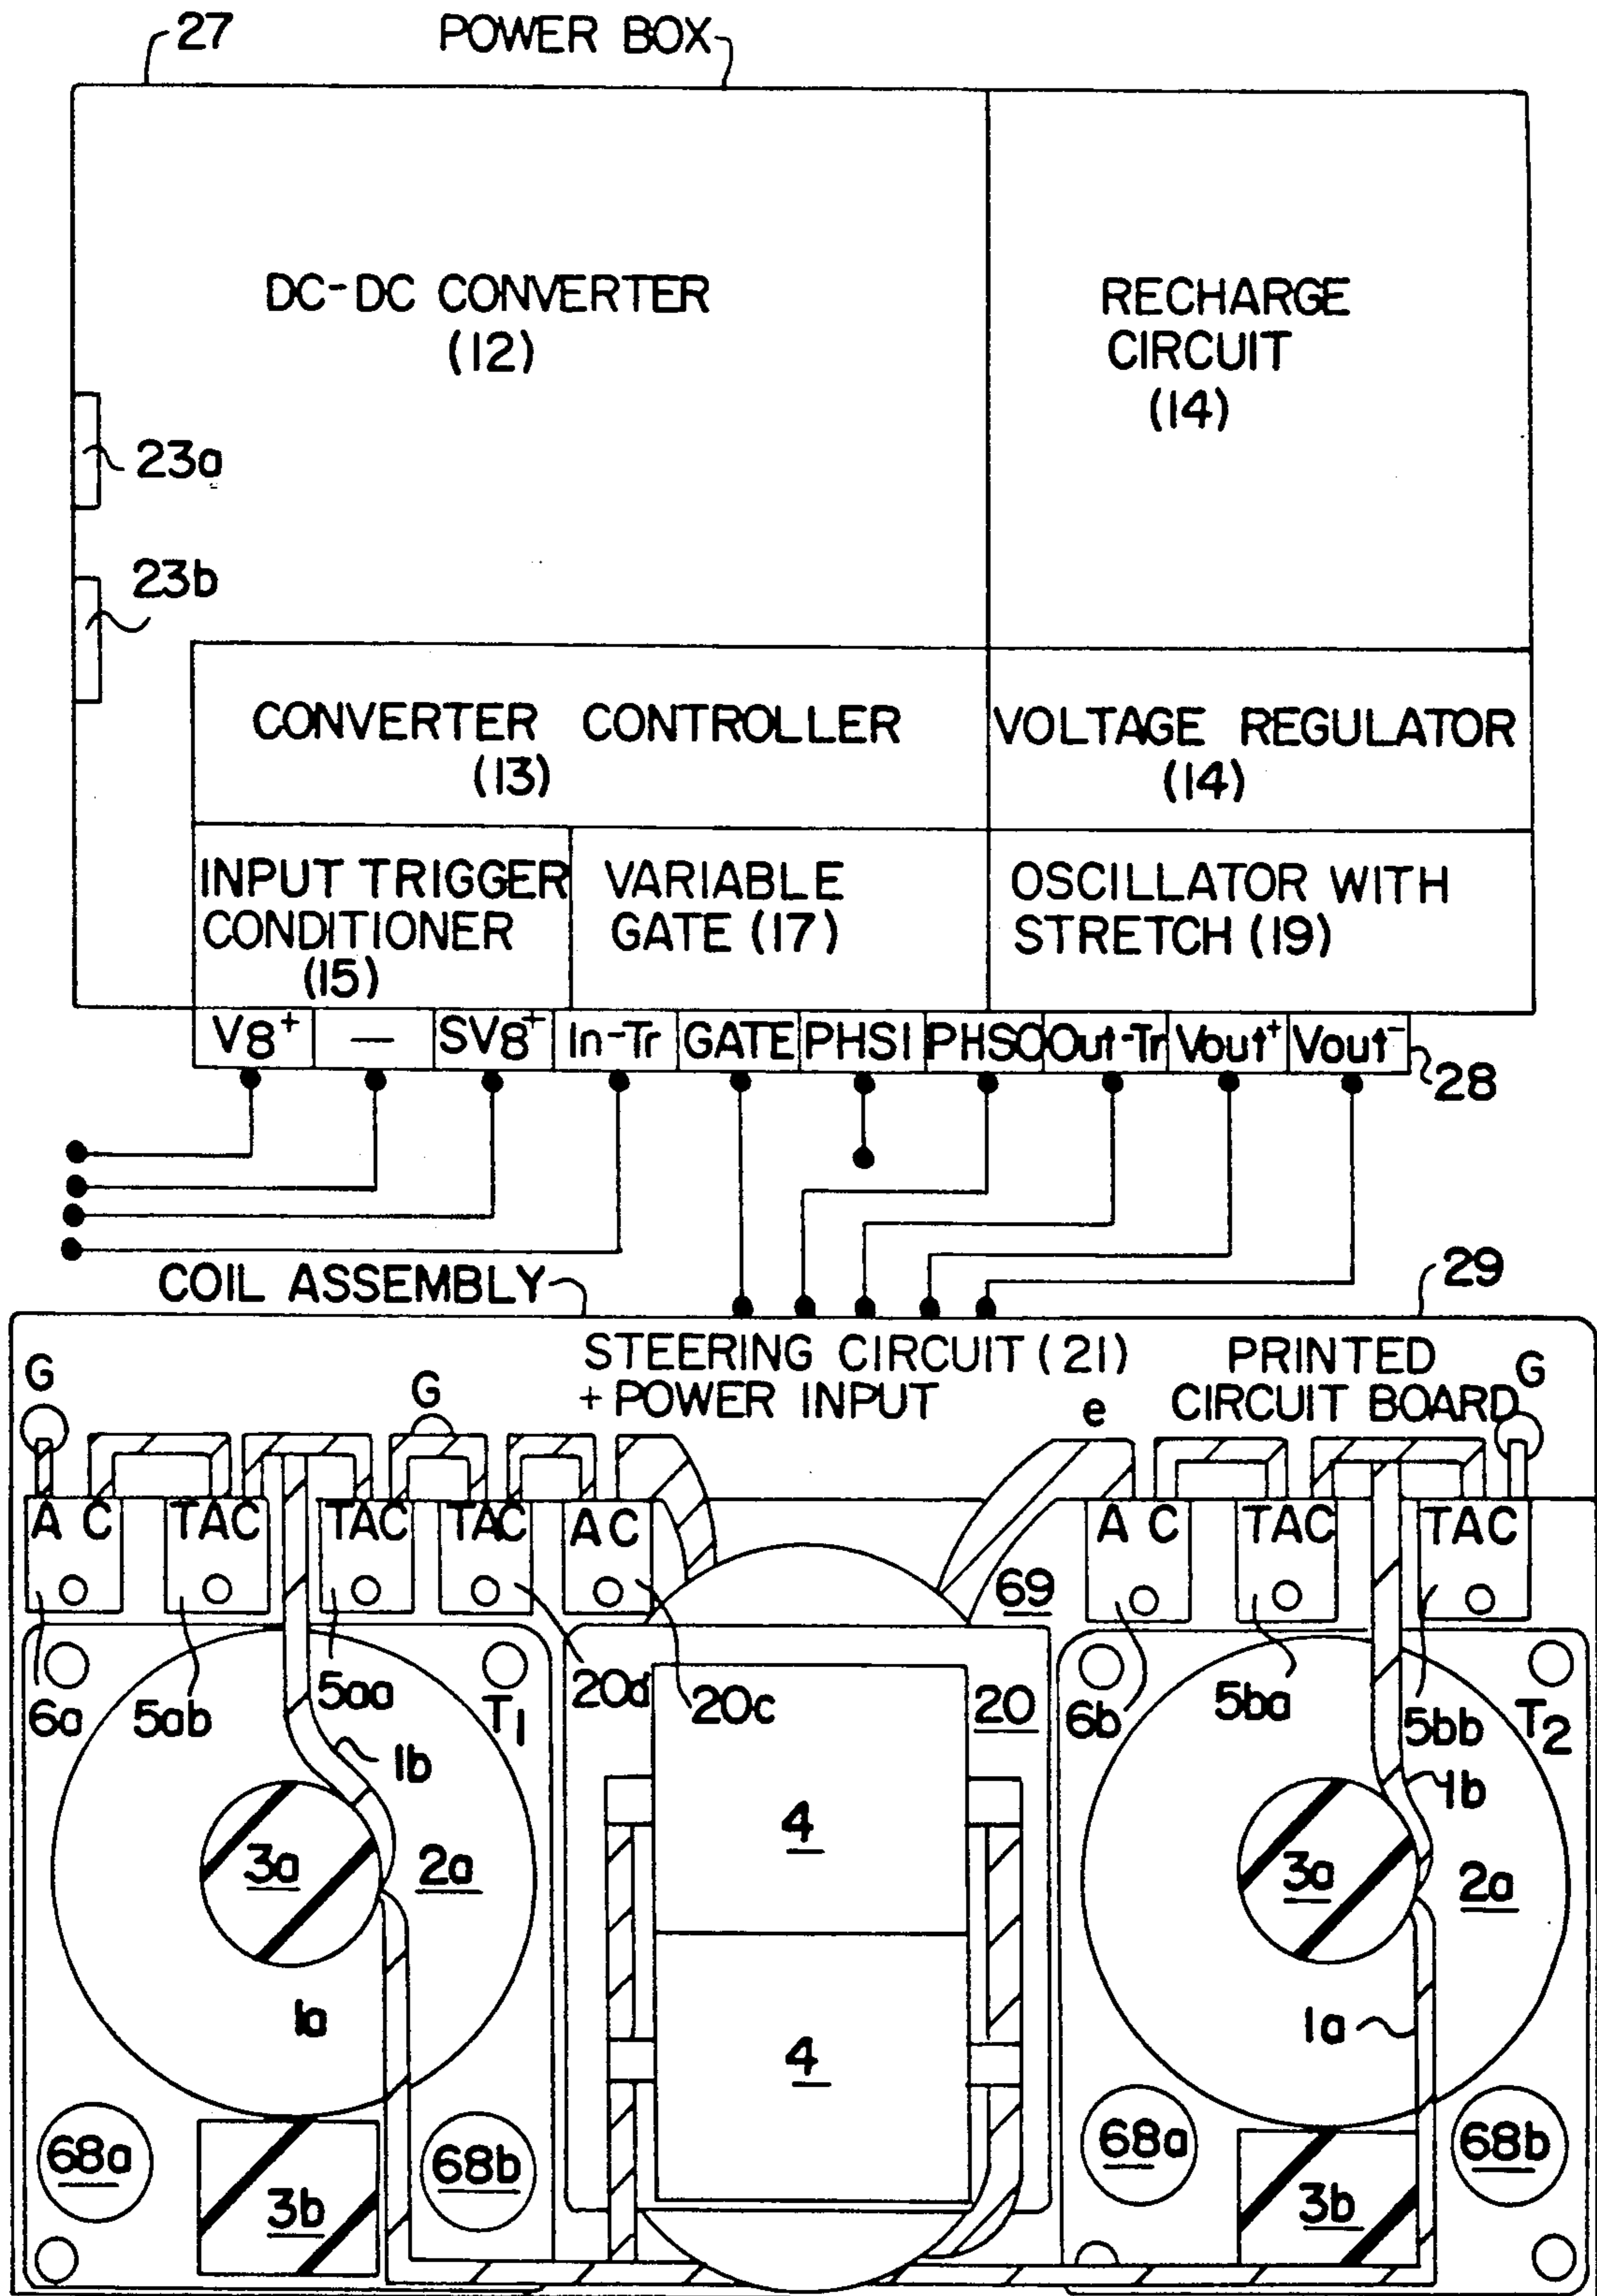 27
POWER BOX
DC-DC CONVERTER
(12)
RECHARGE
CIRCUIT
(14)
23a
23b
CONVERTER CONTROLLER
(13)
VOLTAGE REGULATOR
(14)
INPUT TRIGGER
CONDITIONER
(15)
VARIABLE
GATE (17)
OSCILLATOR WITH
STRETCH (19)
V8+ — SV8+ In-Tr GATE PHSI PHSO Out-Tr Vout+ Vout-
28
COIL ASSEMBLY
29
STEERING CIRCUIT (21)
+ POWER INPUT
PRINTED
CIRCUIT BOARD
G
G
e
G
A C TAC TAC TAC A C A C TAC TAC
69
6a 5ab 5aa T1 20d 20c 20 6b 5ba 5bb T2
1b
1b
3a 2a 4 3a 2a
1a
1a
4
68a 68b 68a 68b
3b 3b